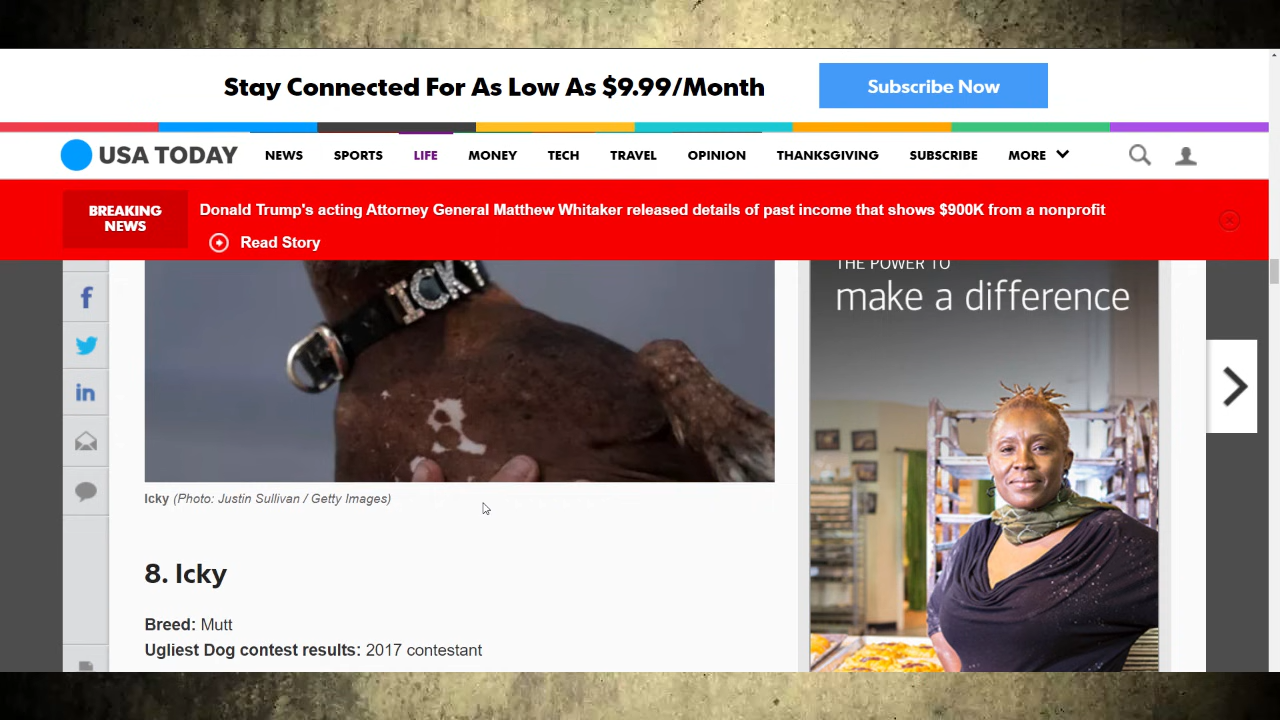 Stay Connected For As Low As $9.99/Month
Subscribe Now
USA TODAY
NEWS SPORTS LIFE MONEY TECH TRAVEL OPINION THANKSGIVING SUBSCRIBE MORE
BREAKING
NEWS
Donald Trump's acting Attorney General Matthew Whitaker released details of past income that shows $900K from a nonprofit
Read Story
ICKY
THE POWER TO
make a difference
Icky (Photo: Justin Sullivan / Getty Images)
8. Icky
Breed: Mutt
Ugliest Dog contest results: 2017 contestant